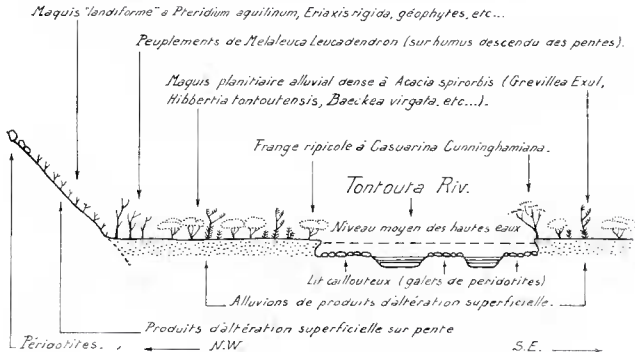 Maquis "landiforme" à Pteridium aquilinum, Eriaxis rigida, géophytes, etc...
Peuplements de Melaleuca Leucadendron (sur humus descendu des pentes).
Maquis planitiaire alluvial dense à Acacia spirorbis (Grevillea Exul,
Hibbertia tontoutensis, Baeckea virgata, etc...).
Frange ripicole à Casuarina Cunninghamiana.
Tontouta Riv.
Niveau moyen des hautes eaux
Lit caillouteux (galets de péridotites)
Alluvions de produits d'altération superficielle.
Produits d'altération superficielle sur pente
Péridotites.
N.W.
S.E.